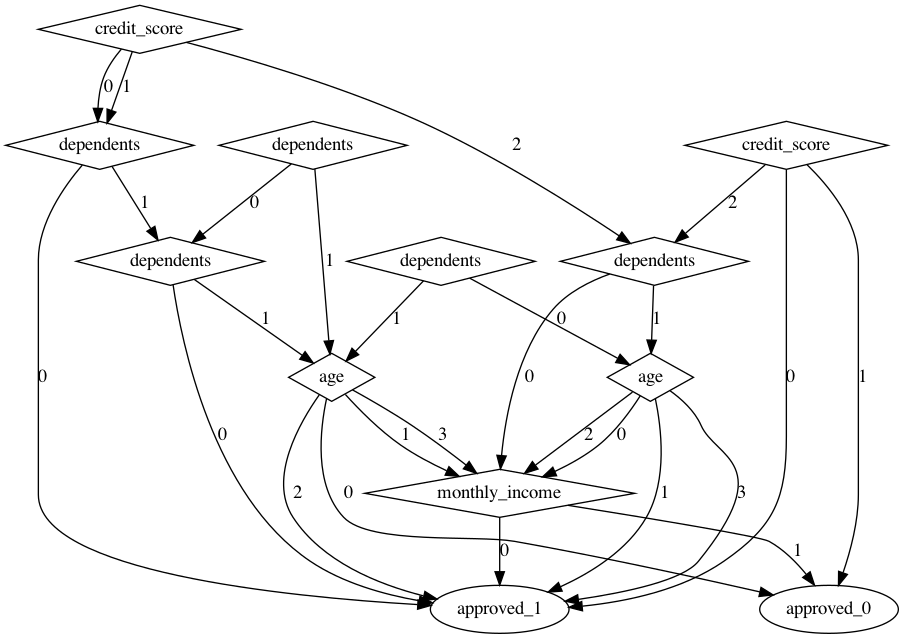 credit_score
0 1
2
dependents dependents credit_score
1 0 2
1
dependents dependents dependents
1 1 0 1
age age
0 0 0
0 1 3 2 0
2 0 1 3
monthly_income
0 1
approved_1 approved_0
0 1